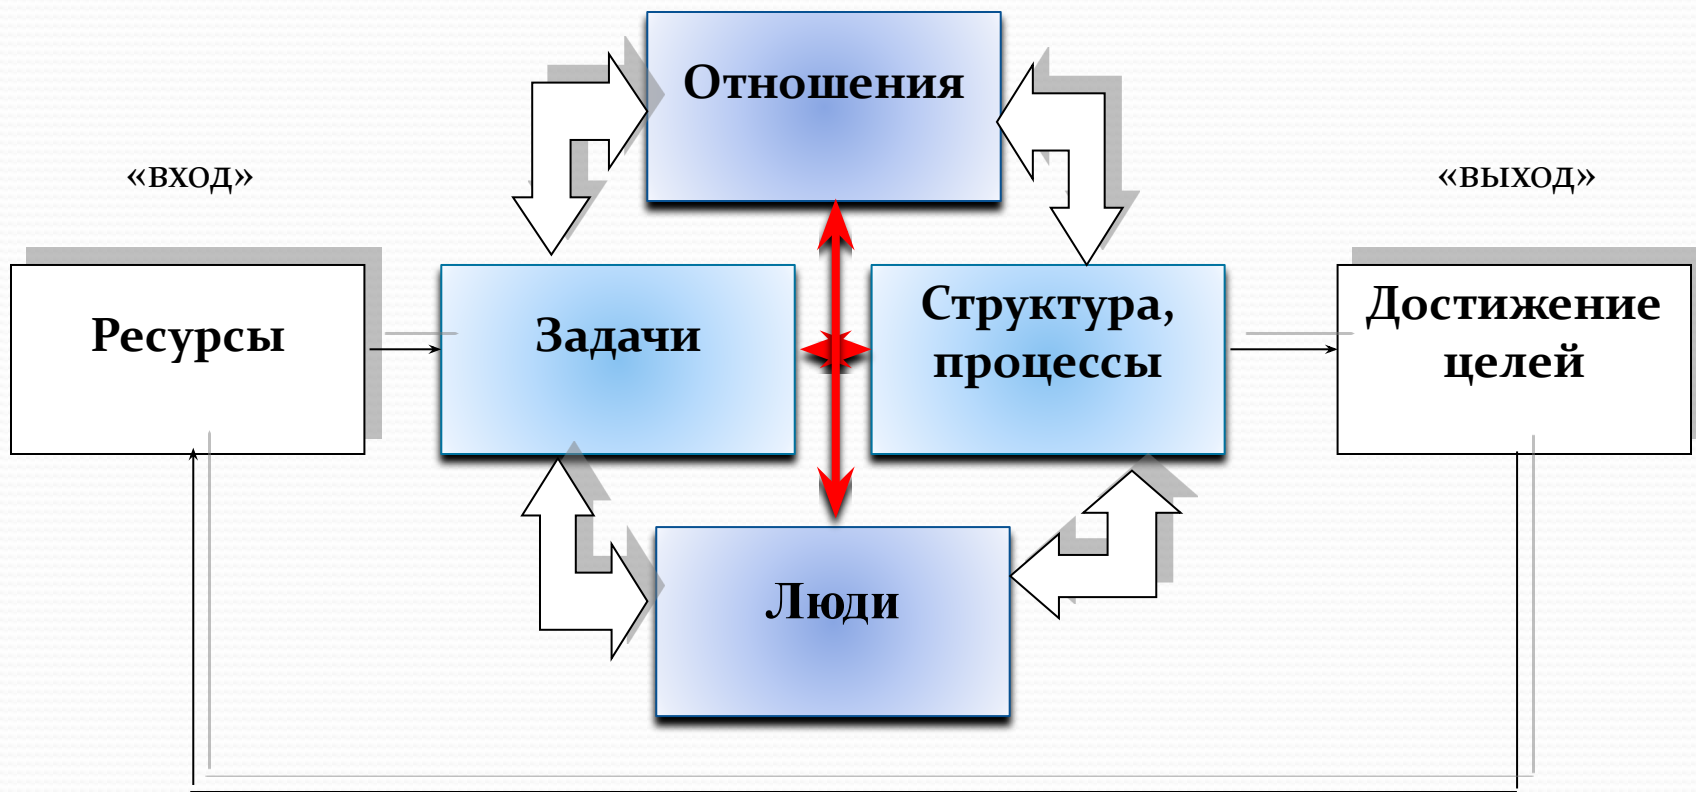 Отношения
«вход»
«выход»
Ресурсы
Задачи
Структура,
процессы
Достижение
целей
Люди